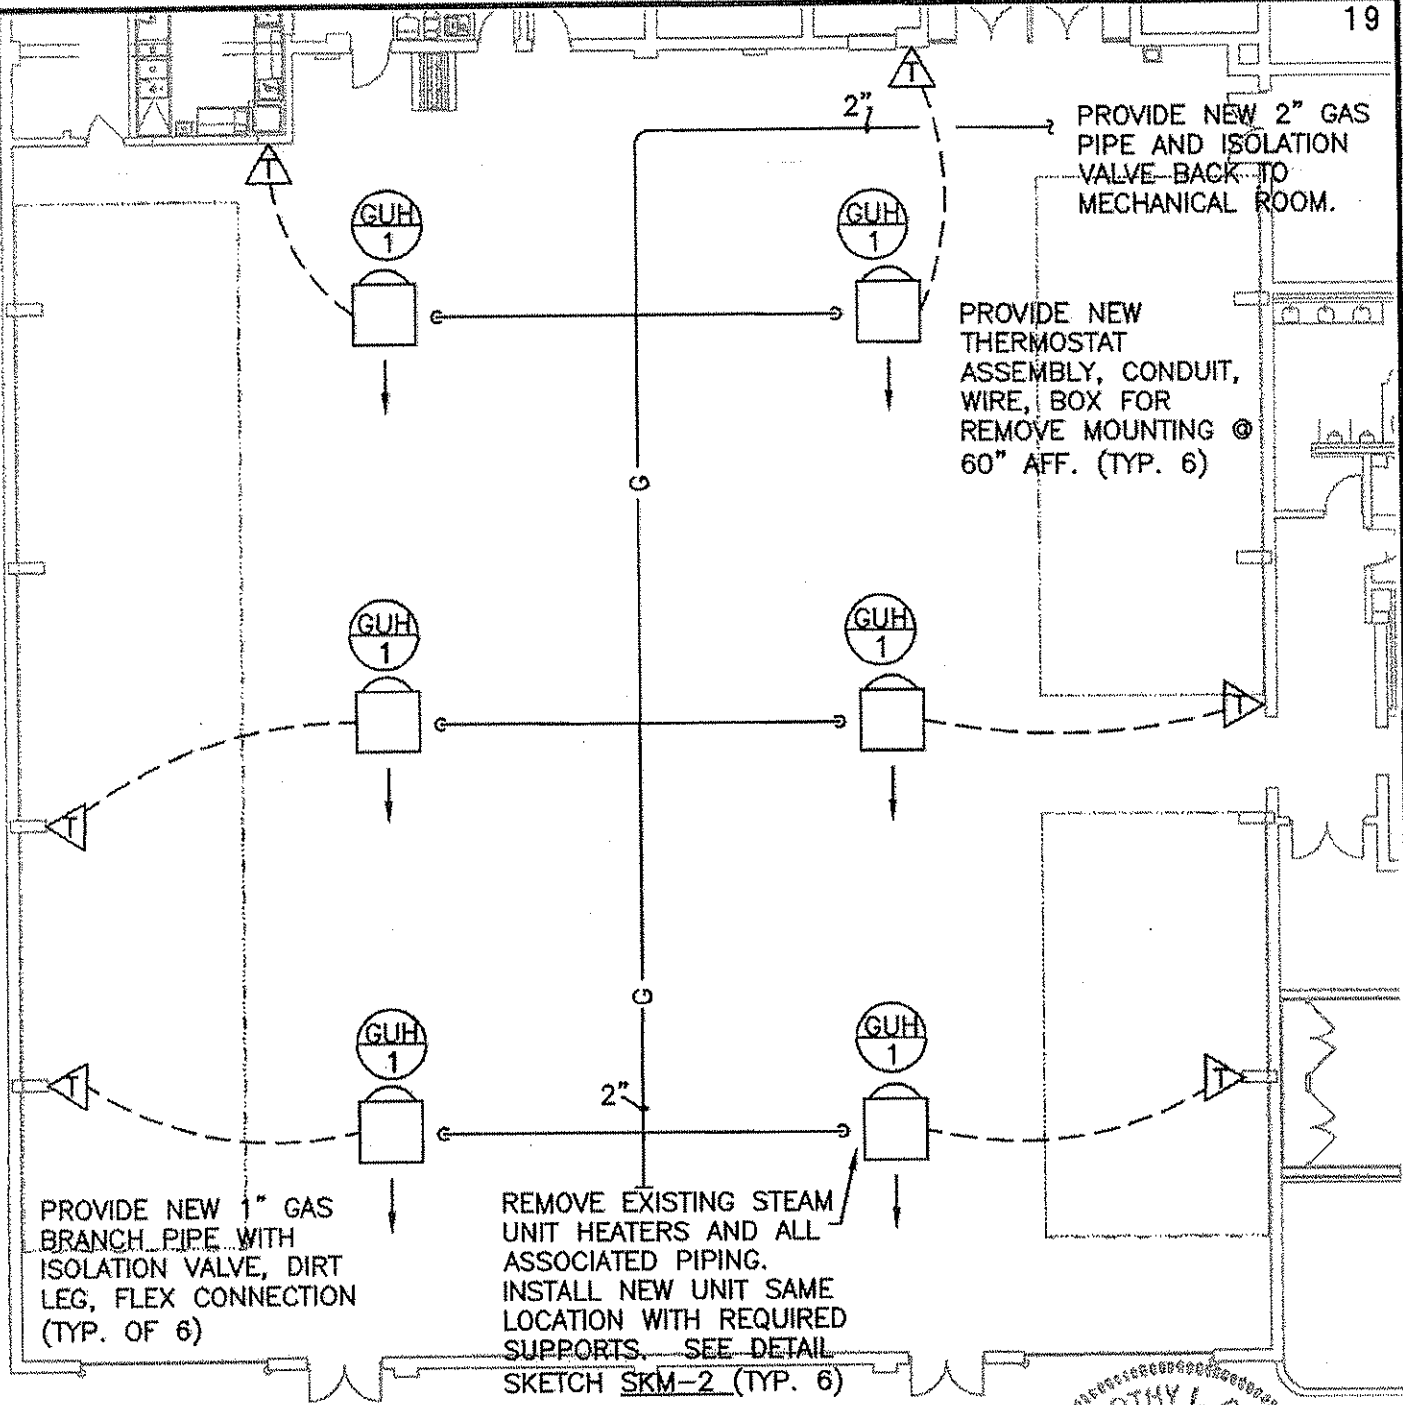 19
T
2"
PROVIDE NEW 2" GAS
PIPE AND ISOLATION
VALVE BACK TO
MECHANICAL ROOM.
T
GUH
1
GUH
1
PROVIDE NEW
THERMOSTAT
ASSEMBLY, CONDUIT,
WIRE, BOX FOR
REMOVE MOUNTING @
60" AFF. (TYP. 6)
G
GUH
1
GUH
1
T
T
G
GUH
1
GUH
1
T
T
2"
PROVIDE NEW 1" GAS
BRANCH PIPE WITH
ISOLATION VALVE, DIRT
LEG, FLEX CONNECTION
(TYP. OF 6)
REMOVE EXISTING STEAM
UNIT HEATERS AND ALL
ASSOCIATED PIPING.
INSTALL NEW UNIT SAME
LOCATION WITH REQUIRED
SUPPORTS. SEE DETAIL
SKETCH SKM-2 (TYP. 6)